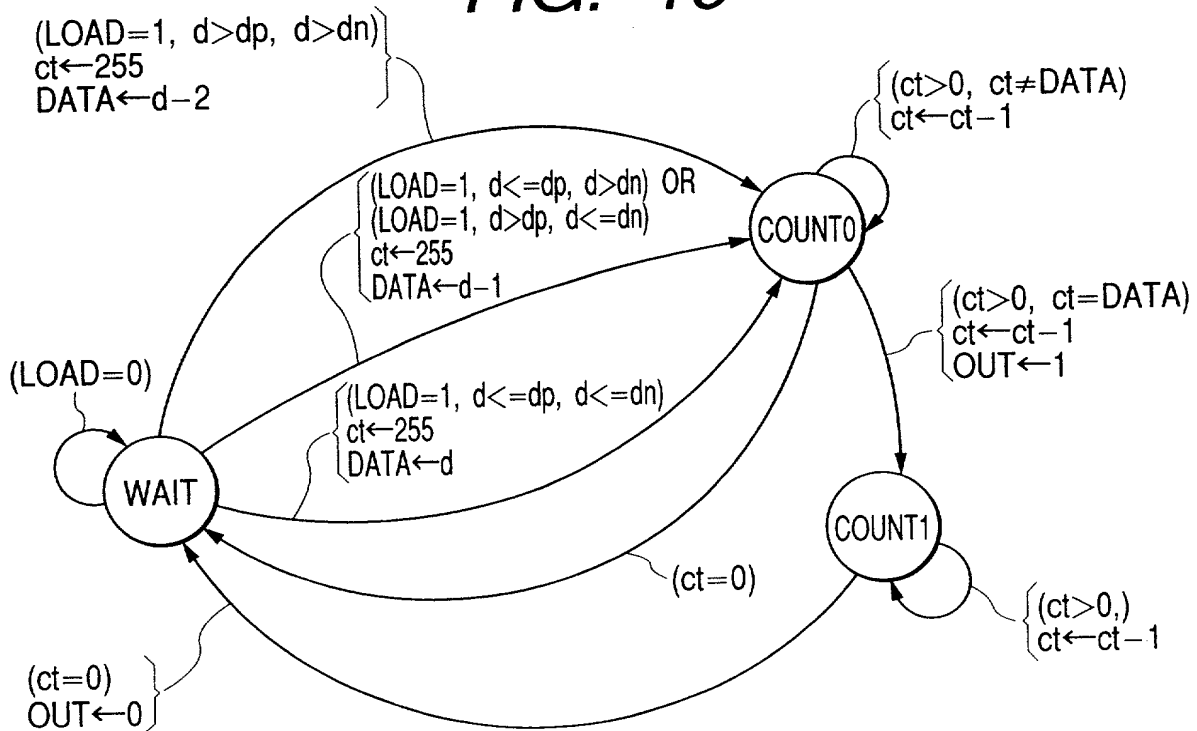 (LOAD=1, d>dp, d>dn)
ct←255
DATA←d−2
(ct>0, ct≠DATA)
ct←ct−1
(LOAD=1, d<=dp, d>dn) OR
(LOAD=1, d>dp, d<=dn)
ct←255
DATA←d−1
COUNT0
(ct>0, ct=DATA)
ct←ct−1
OUT←1
(LOAD=0)
(LOAD=1, d<=dp, d<=dn)
ct←255
DATA←d
WAIT
COUNT1
(ct=0)
(ct>0,)
ct←ct−1
(ct=0)
OUT←0